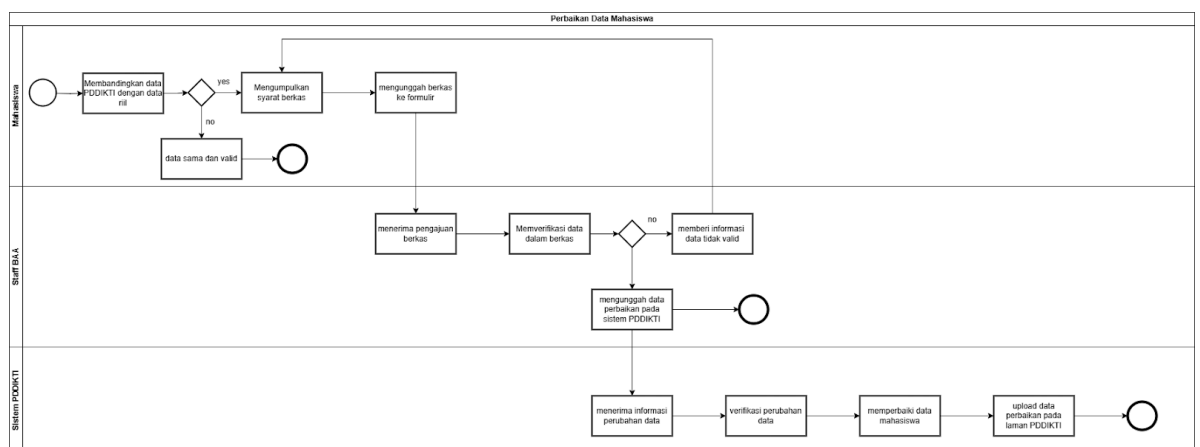 Perbaikan Data Mahasiswa
Mahasiswa
Membandingkan data
PDDIKTI dengan data
riil
yes
no
Mengumpulkan
syarat berkas
mengunggah berkas
ke formulir
data sama dan valid
Staff BAA
menerima pengajuan
berkas
Memverifikasi data
dalam berkas
no
memberi informasi
data tidak valid
mengunggah data
perbaikan pada
sistem PDDIKTI
Sistem PDDIKTI
menerima informasi
perubahan data
verifikasi perubahan
data
memperbaiki data
mahasiswa
upload data
perbaikan pada
laman PDDIKTI